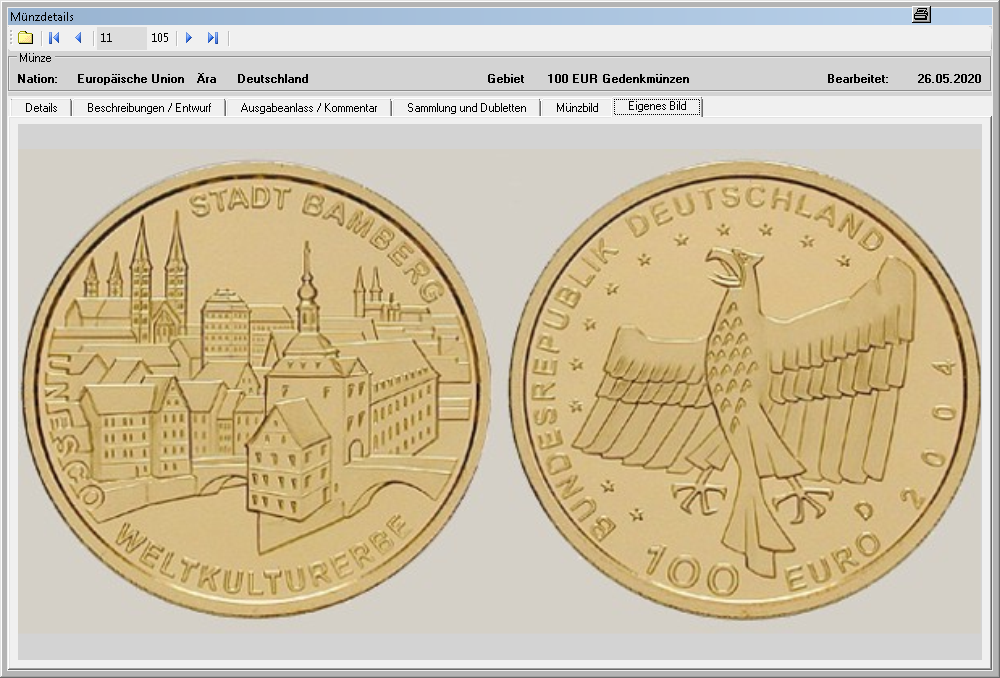 Münzdetails
11 105
Münze
Nation: Europäische Union Ära Deutschland Gebiet 100 EUR Gedenkmünzen Bearbeitet: 26.05.2020
Details Beschreibungen / Entwurf Ausgabeanlass / Kommentar Sammlung und Dubletten Münzbild Eigenes Bild
STADT BAMBERG
UNESCO
WELTKULTURERBE
BUNDESREPUBLIK DEUTSCHLAND
2004
D
100 EURO